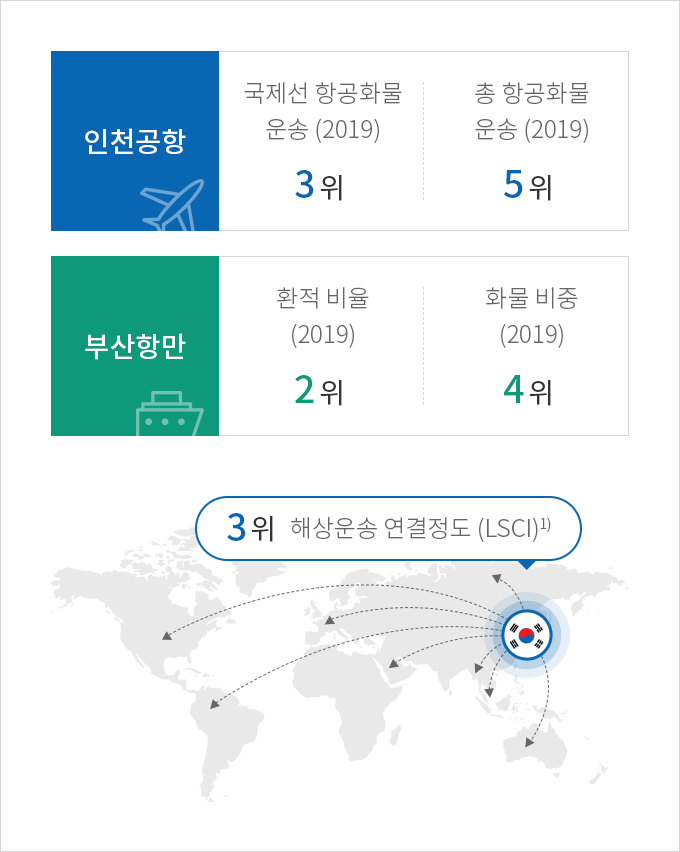 인천공항
국제선 항공화물
운송 (2019)
3 위
총 항공화물
운송 (2019)
5 위
부산항만
환적 비율
(2019)
2 위
화물 비중
(2019)
4 위
3 위 해상운송 연결정도 (LSCI)1)